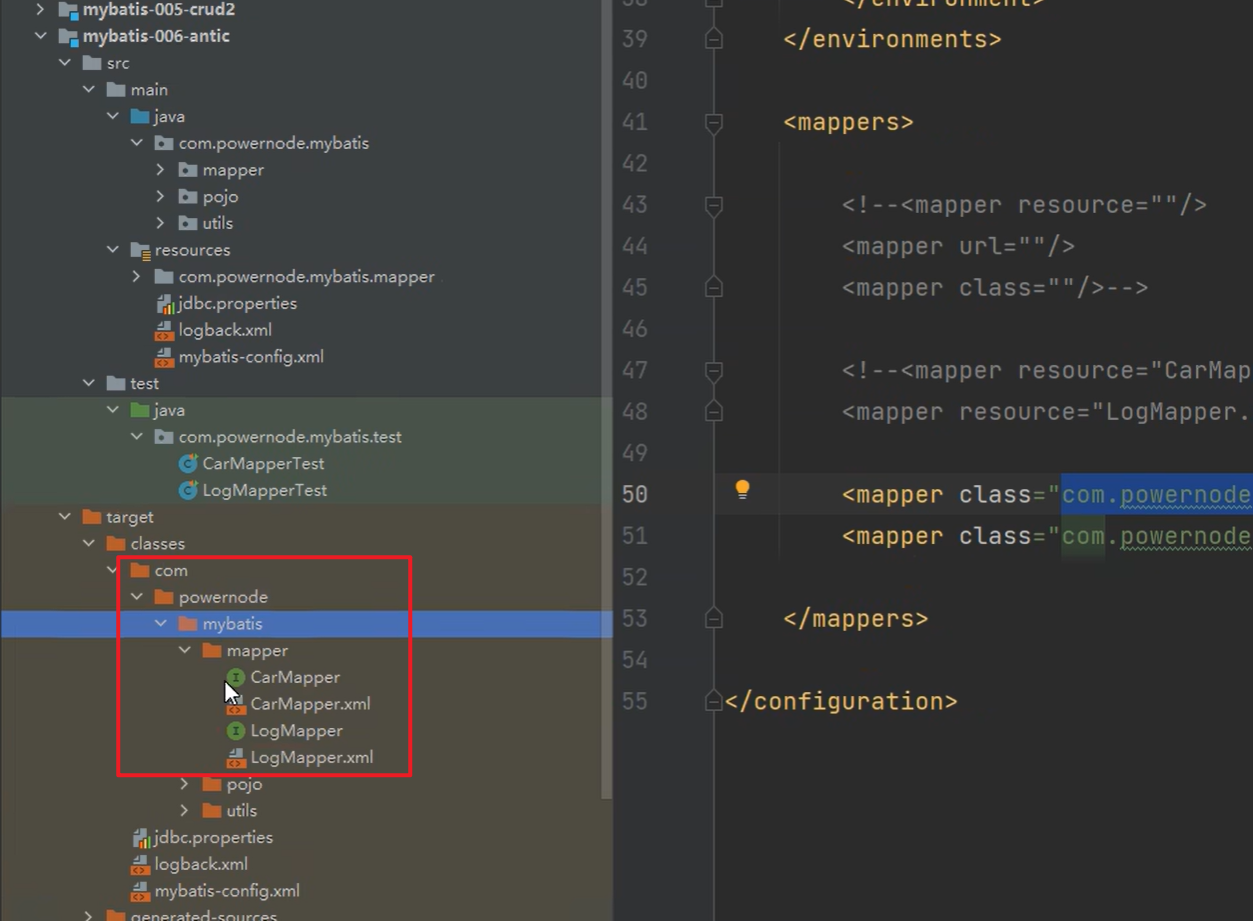 mybatis-005-crud2
mybatis-006-antic
src
main
java
com.powernode.mybatis
mapper
pojo
utils
resources
com.powernode.mybatis.mapper
jdbc.properties
logback.xml
mybatis-config.xml
test
java
com.powernode.mybatis.test
CarMapperTest
LogMapperTest
target
classes
com
powernode
mybatis
mapper
CarMapper
CarMapper.xml
LogMapper
LogMapper.xml
pojo
utils
jdbc.properties
logback.xml
mybatis-config.xml
generated-sources
38 </environment>
39 </environments>
40
41 <mappers>
42
43 <!--<mapper resource=""/>
44 <mapper url=""/>
45 <mapper class=""/>-->
46
47 <!--<mapper resource="CarMap
48 <mapper resource="LogMapper.
49
50 <mapper class="com.powernode
51 <mapper class="com.powernode
52
53 </mappers>
54
55 </configuration>